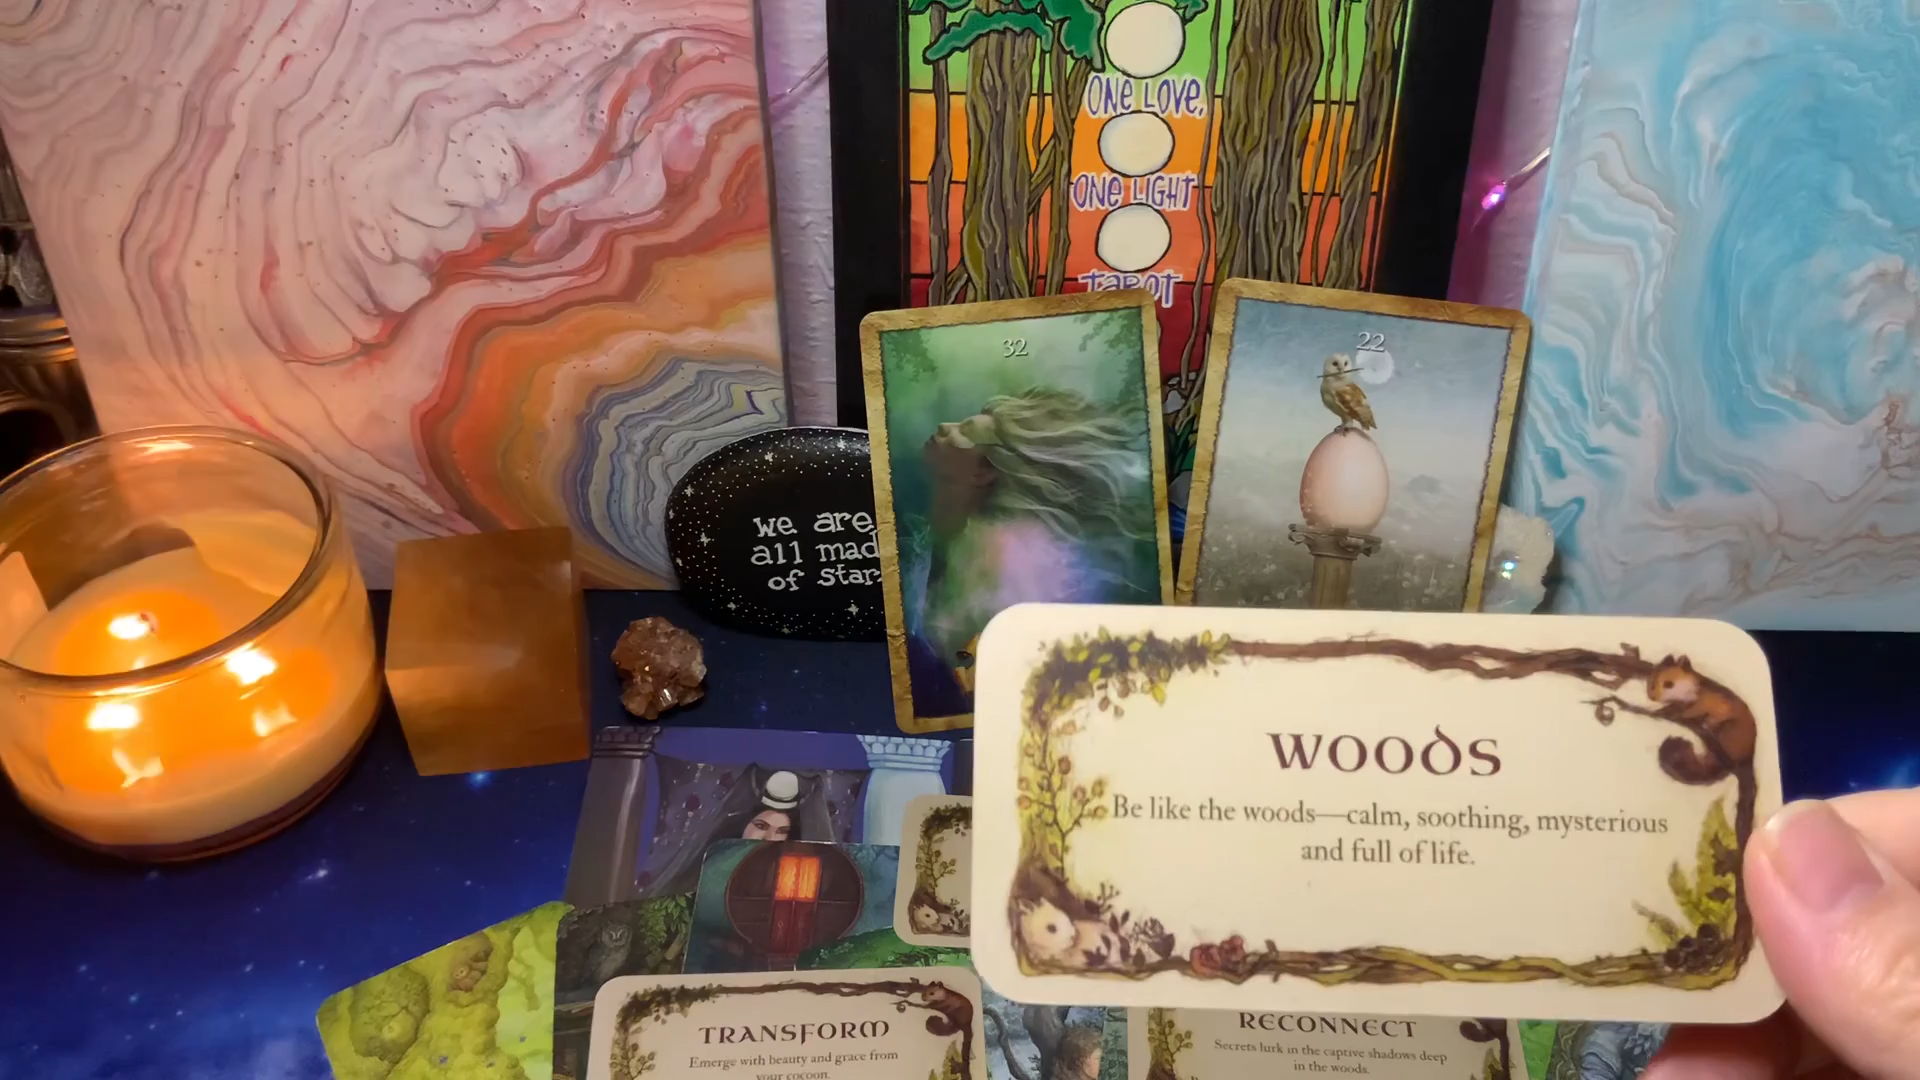 ONE LOVE,
ONE LIGHT
TAROT
32
22
we are
all mad
of star
WOODS
Be like the woods—calm, soothing, mysterious
and full of life.
TRANSFORM
Emerge with beauty and grace from
your cocoon.
RECONNECT
Secrets lurk in the captive shadows deep
in the woods.